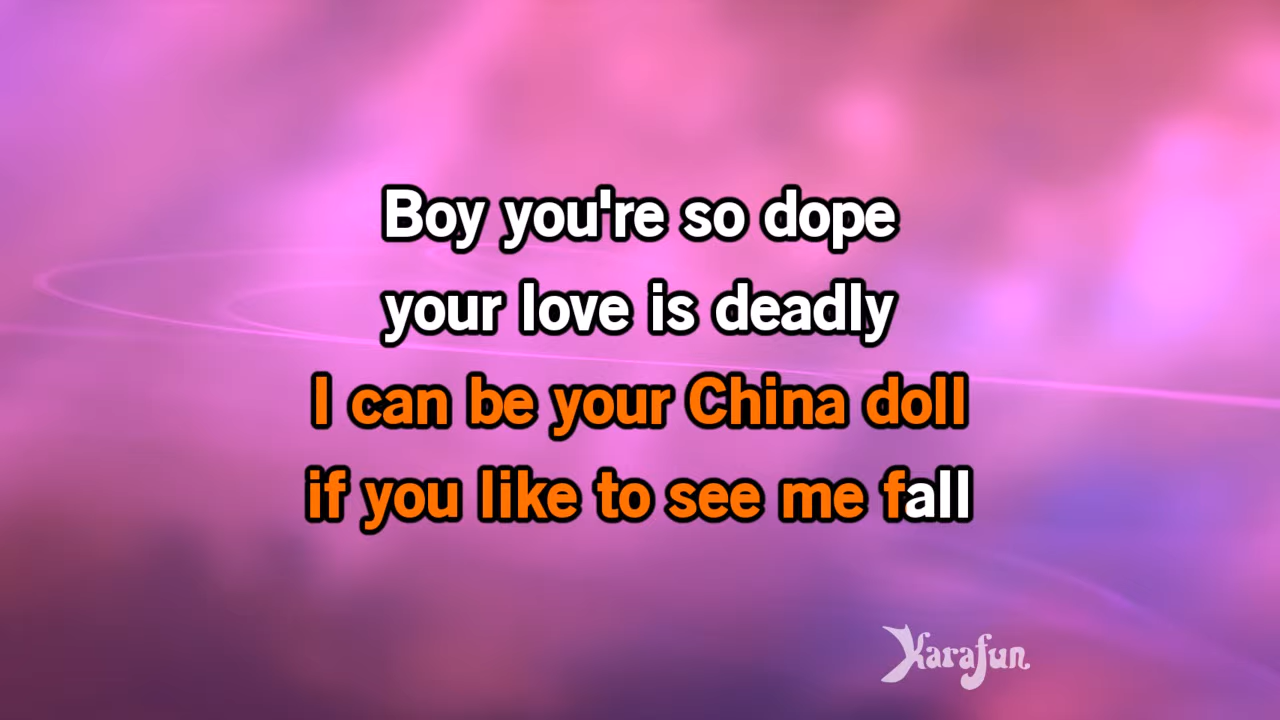 Boy you're so dope
your love is deadly
I can be your China doll
if you like to see me fall
Karafun